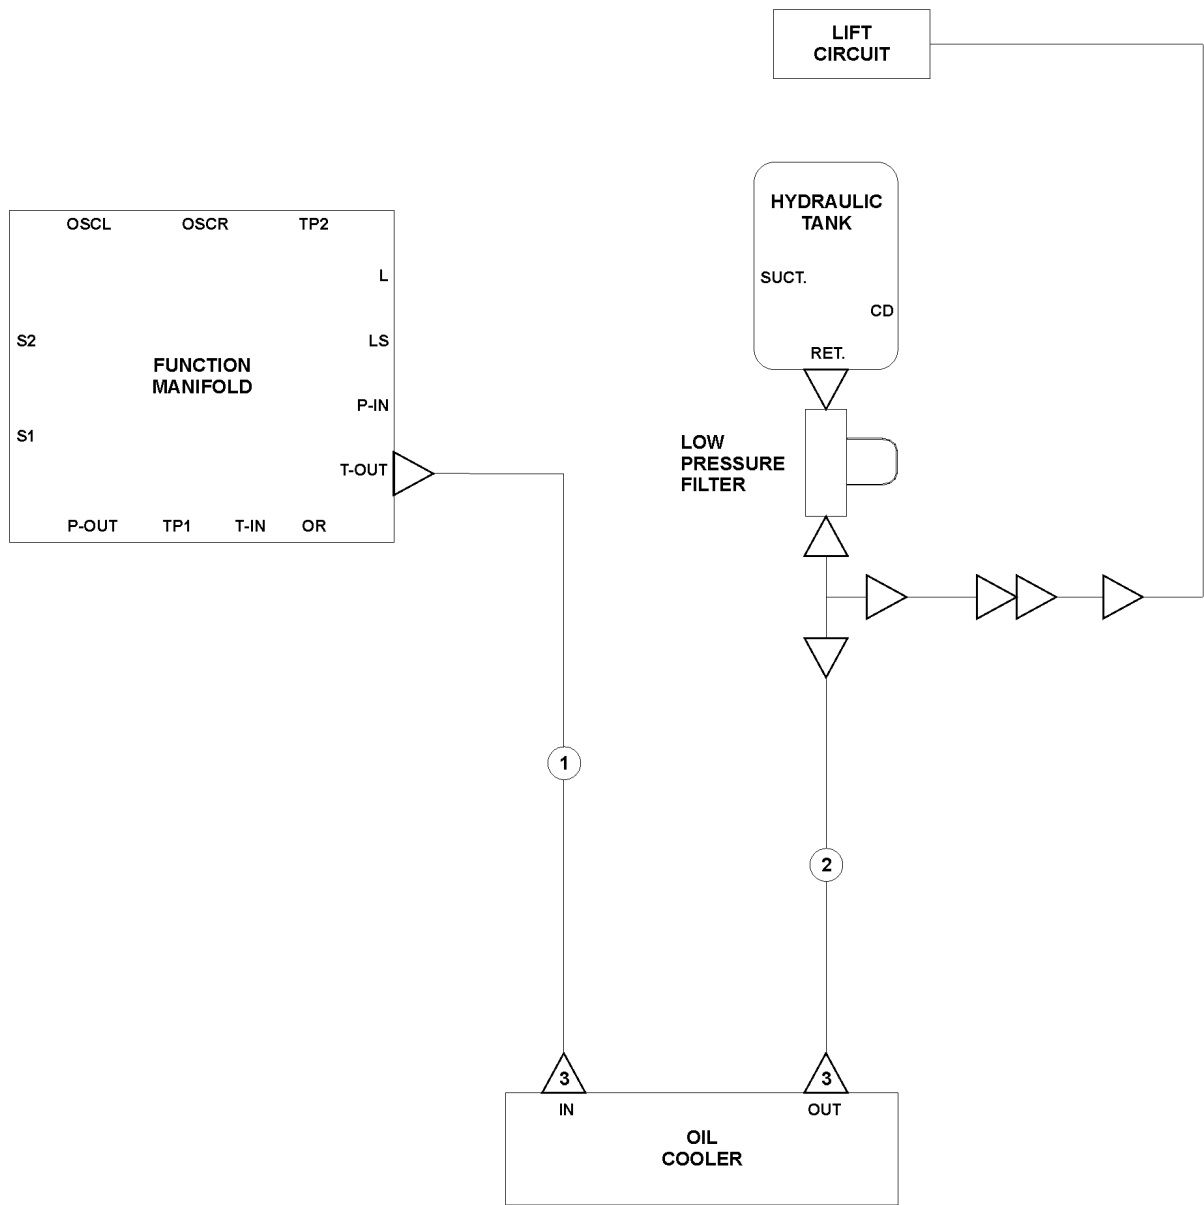 LIFT
CIRCUIT
HYDRAULIC
TANK
SUCT.
CD
RET.
OSCL OSCR TP2
L
S2
LS
FUNCTION
MANIFOLD
P-IN
S1
T-OUT
P-OUT TP1 T-IN OR
LOW
PRESSURE
FILTER
1
2
3 3
IN OUT
OIL
COOLER